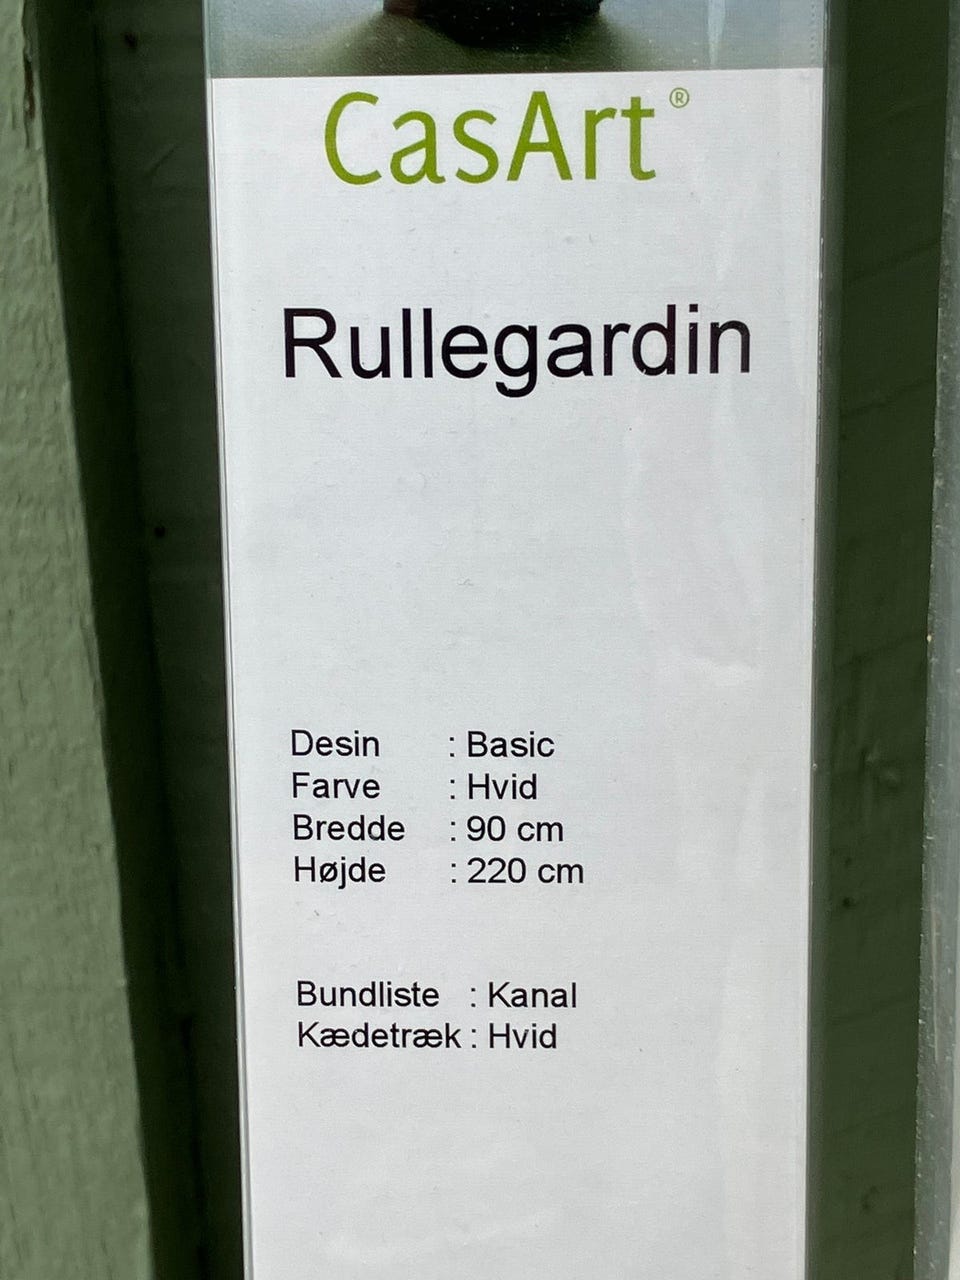 CasArt®
Rullegardin
Desin : Basic
Farve : Hvid
Bredde : 90 cm
Højde : 220 cm
Bundliste : Kanal
Kædetræk : Hvid